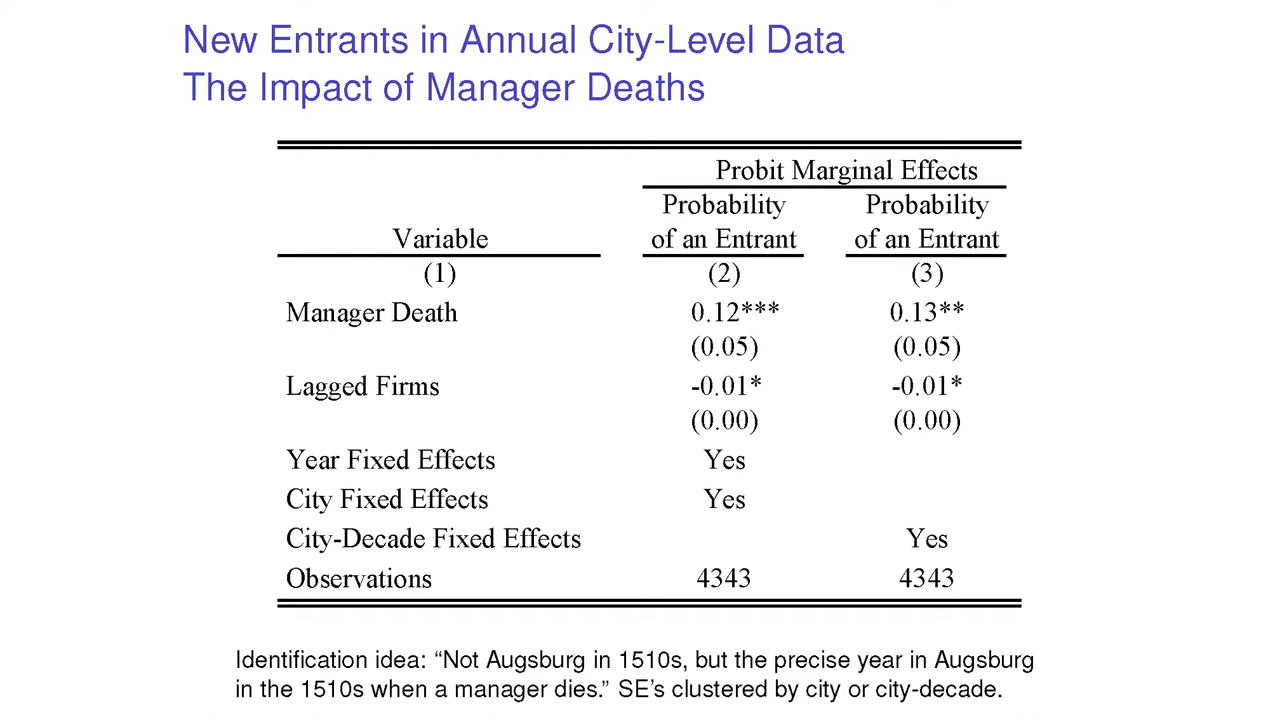 New Entrants in Annual City-Level Data
The Impact of Manager Deaths
Probit Marginal Effects
Probability Probability
Variable of an Entrant of an Entrant
(1) (2) (3)
Manager Death 0.12*** 0.13**
(0.05) (0.05)
Lagged Firms -0.01* -0.01*
(0.00) (0.00)
Year Fixed Effects Yes
City Fixed Effects Yes
City-Decade Fixed Effects Yes
Observations 4343 4343
Identification idea: “Not Augsburg in 1510s, but the precise year in Augsburg
in the 1510s when a manager dies.” SE’s clustered by city or city-decade.